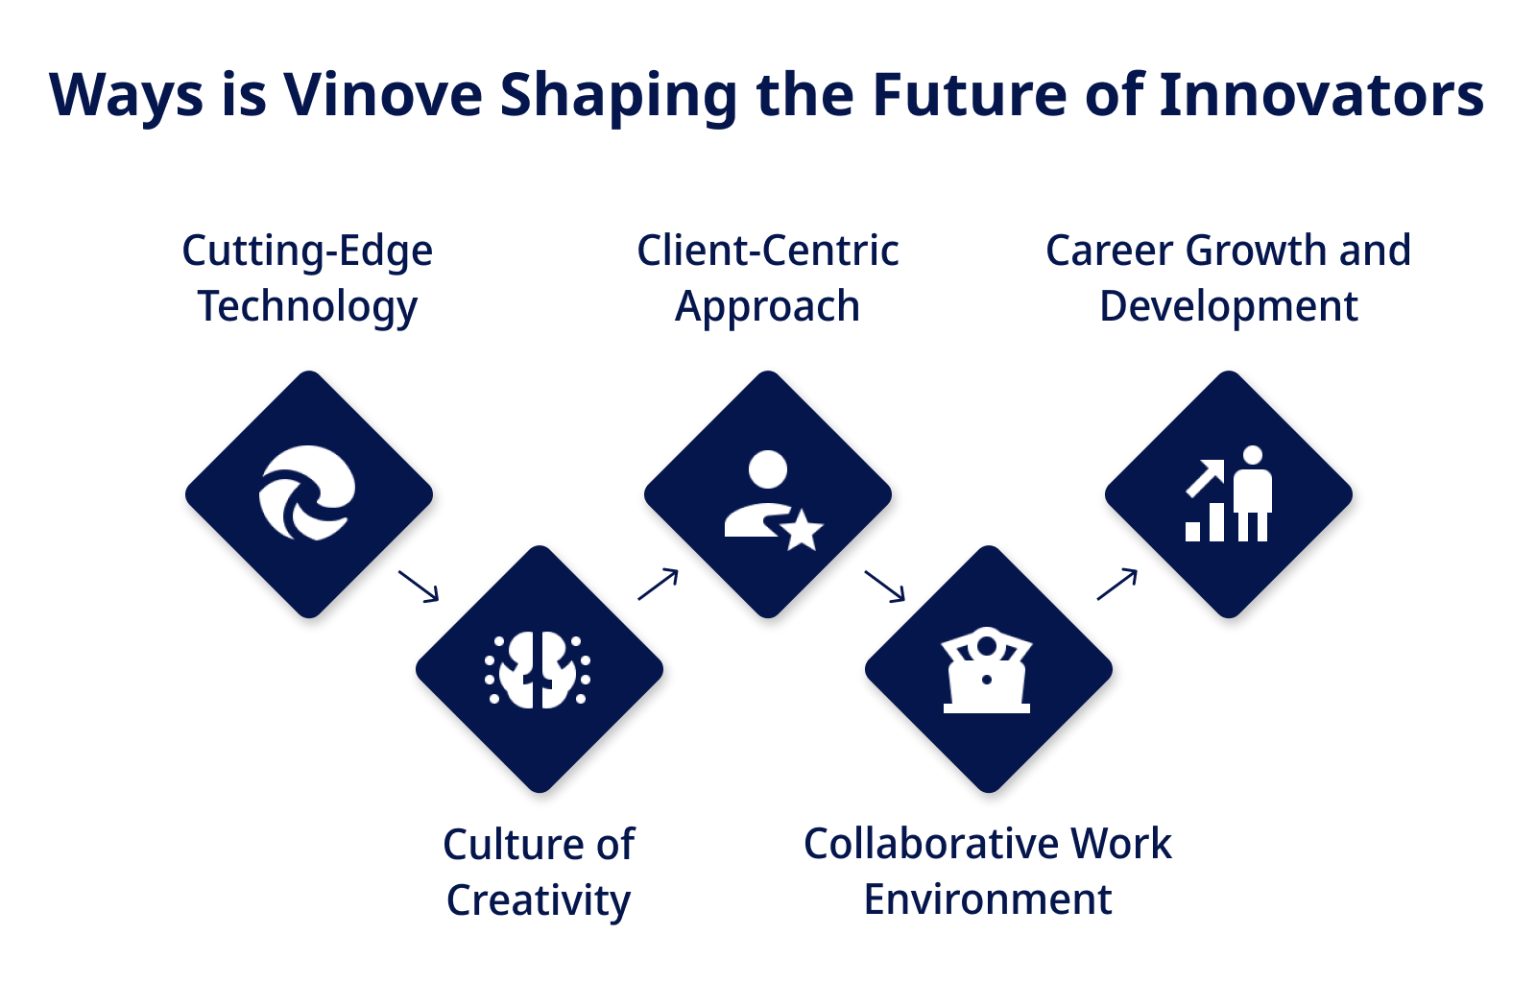 Ways is Vinove Shaping the Future of Innovators
Cutting-Edge
Technology
Culture of
Creativity
Client-Centric
Approach
Collaborative Work
Environment
Career Growth and
Development